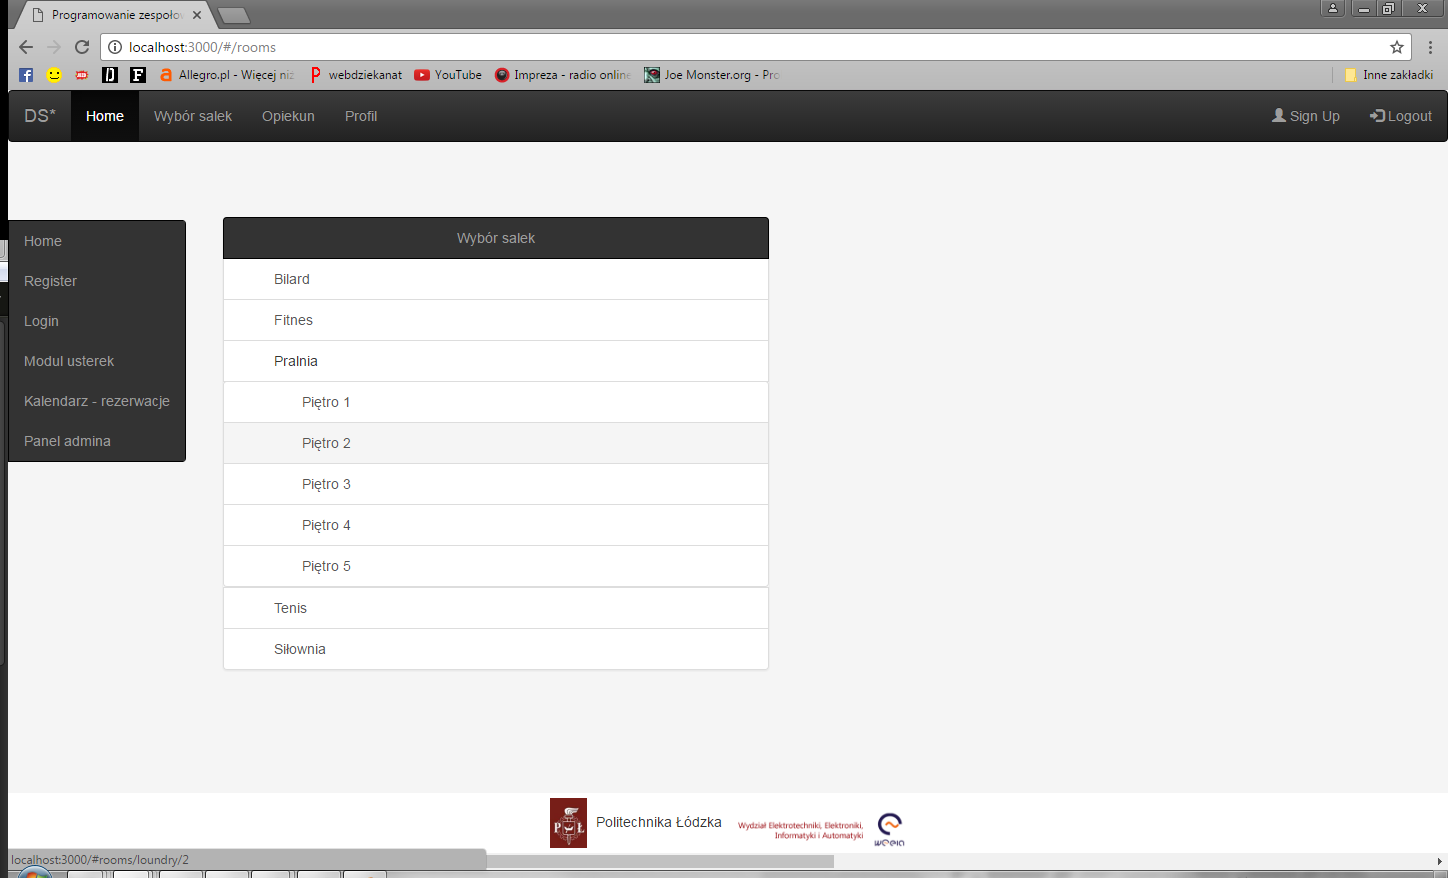 Programowanie zespoło
localhost:3000/#/rooms
Allegro.pl - Więcej niż
webdziekanat
YouTube
Impreza - radio online
Joe Monster.org - Pro
Inne zakładki
DS*
Home
Wybór salek
Opiekun
Profil
Sign Up
Logout
Home
Register
Login
Modul usterek
Kalendarz - rezerwacje
Panel admina
Wybór salek
Bilard
Fitnes
Pralnia
Piętro 1
Piętro 2
Piętro 3
Piętro 4
Piętro 5
Tenis
Siłownia
P Ł
Politechnika Łódzka
Wydział Elektrotechniki, Elektroniki,
Informatyki i Automatyki
weeia
localhost:3000/#rooms/loundry/2